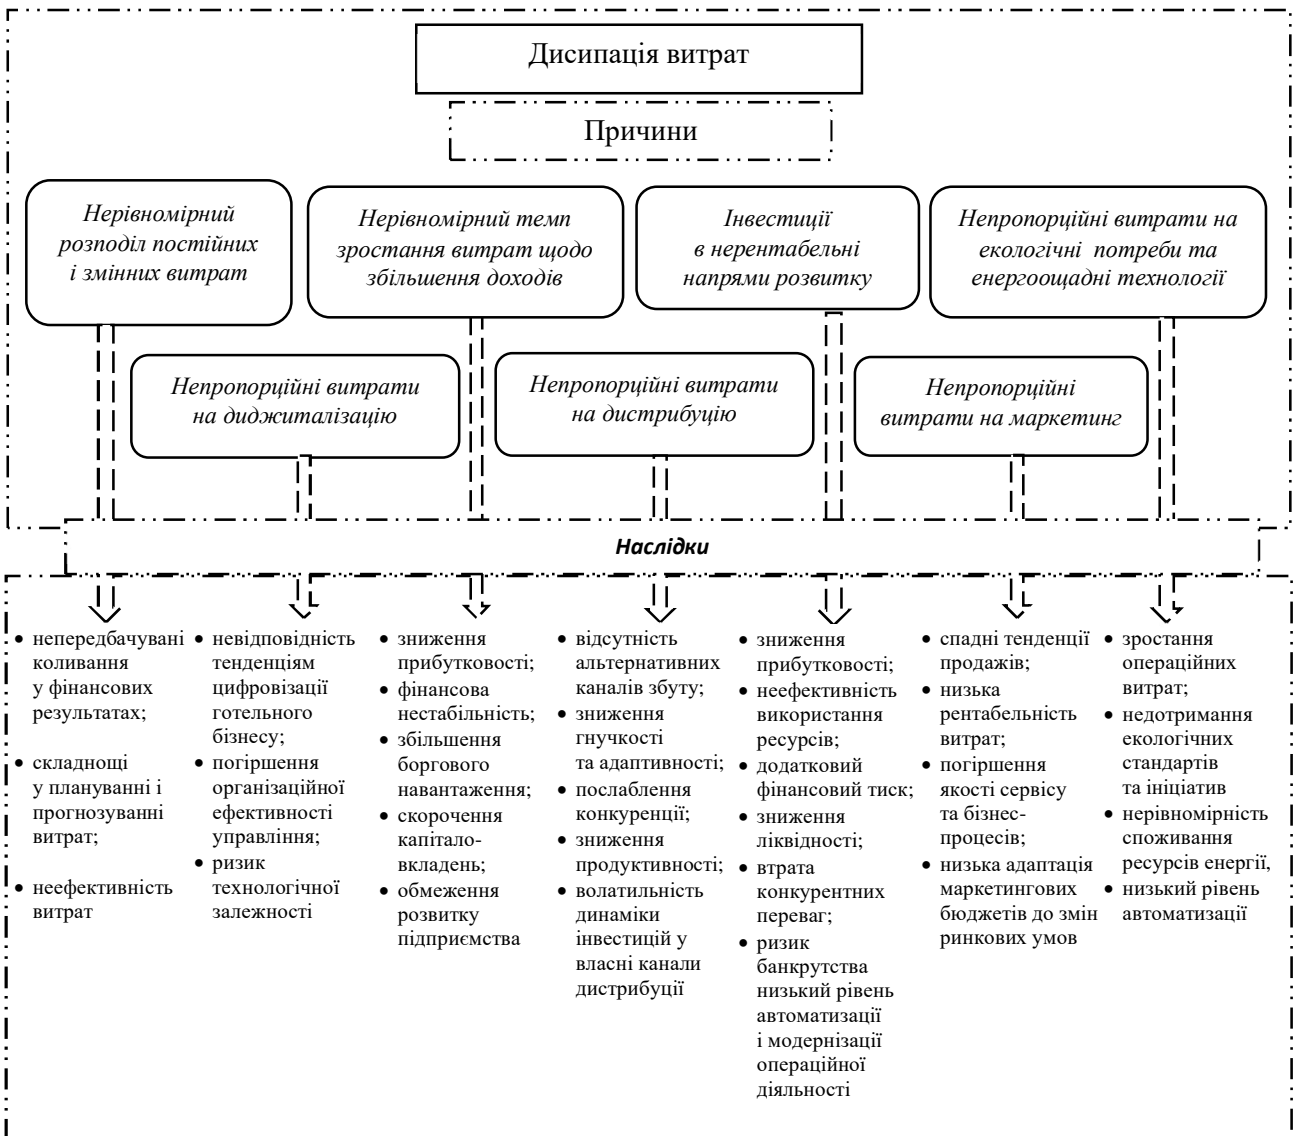 Дисипація витрат
Причини
Нерівномірний
розподіл постійних
і змінних витрат
Нерівномірний темп
зростання витрат щодо
збільшення доходів
Інвестиції
в нерентабельні
напрями розвитку
Непропорційні витрати на
екологічні потреби та
енергоощадні технології
Непропорційні витрати
на диджиталізацію
Непропорційні витрати
на дистрибуцію
Непропорційні
витрати на маркетинг
Наслідки
• непередбачувані
коливання
у фінансових
результатах;
• складнощі
у плануванні і
прогнозуванні
витрат;
• неефективність
витрат
• невідповідність
тенденціям
цифровізації
готельного
бізнесу;
• погіршення
організаційної
ефективності
управління;
• ризик
технологічної
залежності
• зниження
прибутковості;
• фінансова
нестабільність;
• збільшення
боргового
навантаження;
• скорочення
капітало-
вкладень;
• обмеження
розвитку
підприємства
• відсутність
альтернативних
каналів збуту;
• зниження
гнучкості
та адаптивності;
• послаблення
конкуренції;
• зниження
продуктивності;
• волатильність
динаміки
інвестицій у
власні канали
дистрибуції
• зниження
прибутковості;
• неефективність
використання
ресурсів;
• додатковий
фінансовий тиск;
• зниження
ліквідності;
• втрата
конкурентних
переваг;
• ризик
банкрутства
низький рівень
автоматизації
і модернізації
операційної
діяльності
• спадні тенденції
продажів;
• низька
рентабельність
витрат;
• погіршення
якості сервісу
та бізнес-
процесів;
• низька адаптація
маркетингових
бюджетів до змін
ринкових умов
• зростання
операційних
витрат;
• недотримання
екологічних
стандартів
та ініціатив
• нерівномірність
споживання
ресурсів енергії,
• низький рівень
автоматизації